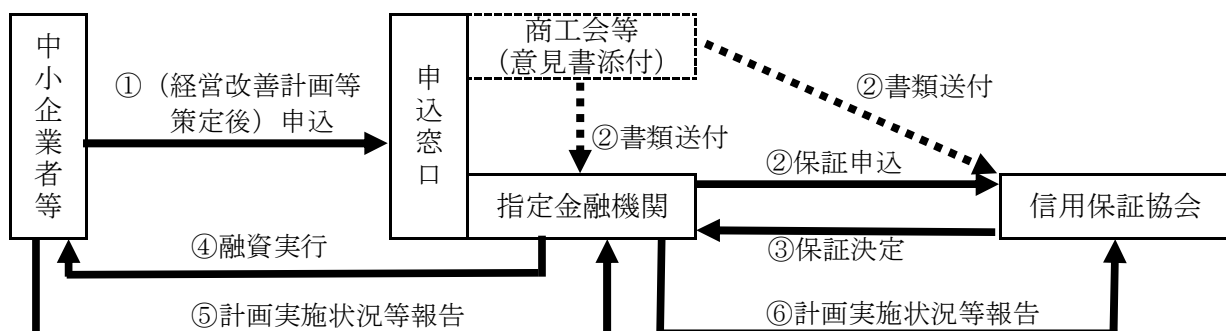 中小企業者等
①（経営改善計画等
策定後）申込
申込窓口
商工会等
（意見書添付）
②書類送付
②書類送付
②保証申込
指定金融機関
信用保証協会
④融資実行
③保証決定
⑤計画実施状況等報告
⑥計画実施状況等報告